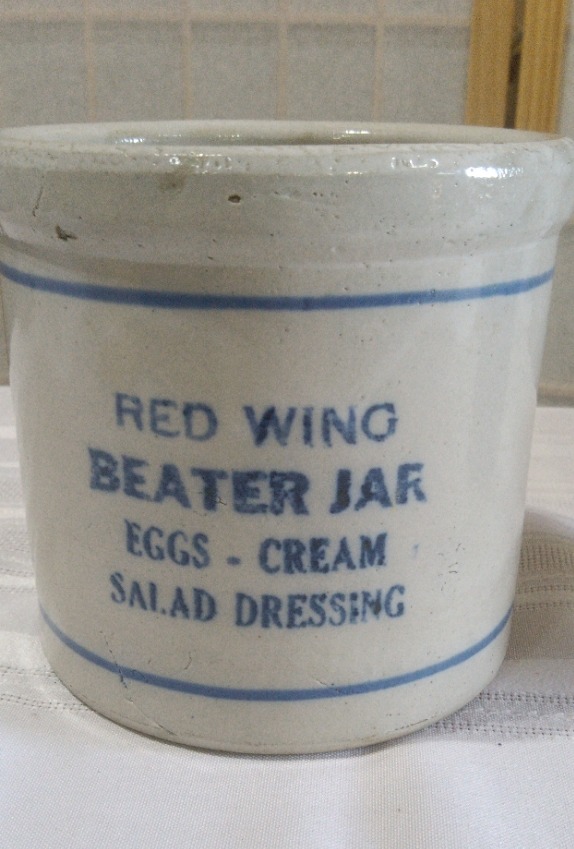 RED WING
BEATER JAR
EGGS - CREAM
SALAD DRESSING